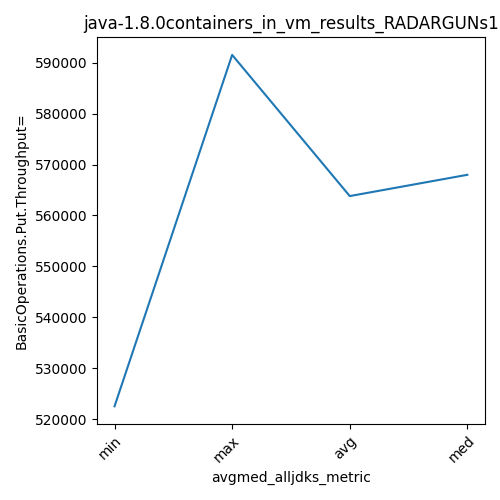 java-1.8.0containers_in_vm_results_RADARGUNs1
590000
580000
570000
560000
550000
540000
530000
520000
BasicOperations.Put.Throughput=
min
max
avg
med
avgmed_alljdks_metric